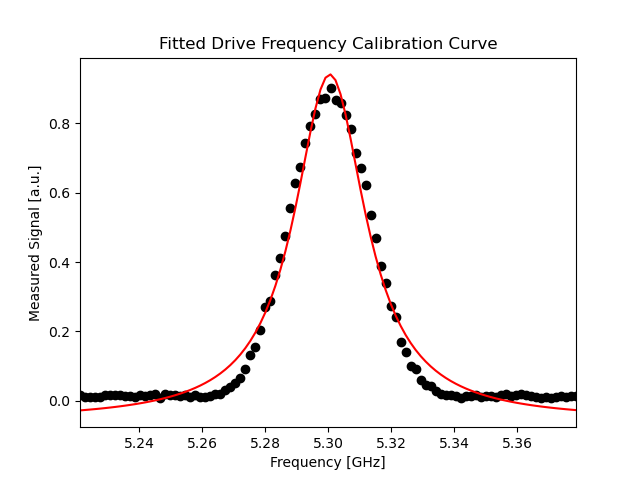 Fitted Drive Frequency Calibration Curve
Measured Signal [a.u.]
0.8
0.6
0.4
0.2
0.0
5.24 5.26 5.28 5.30 5.32 5.34 5.36
Frequency [GHz]